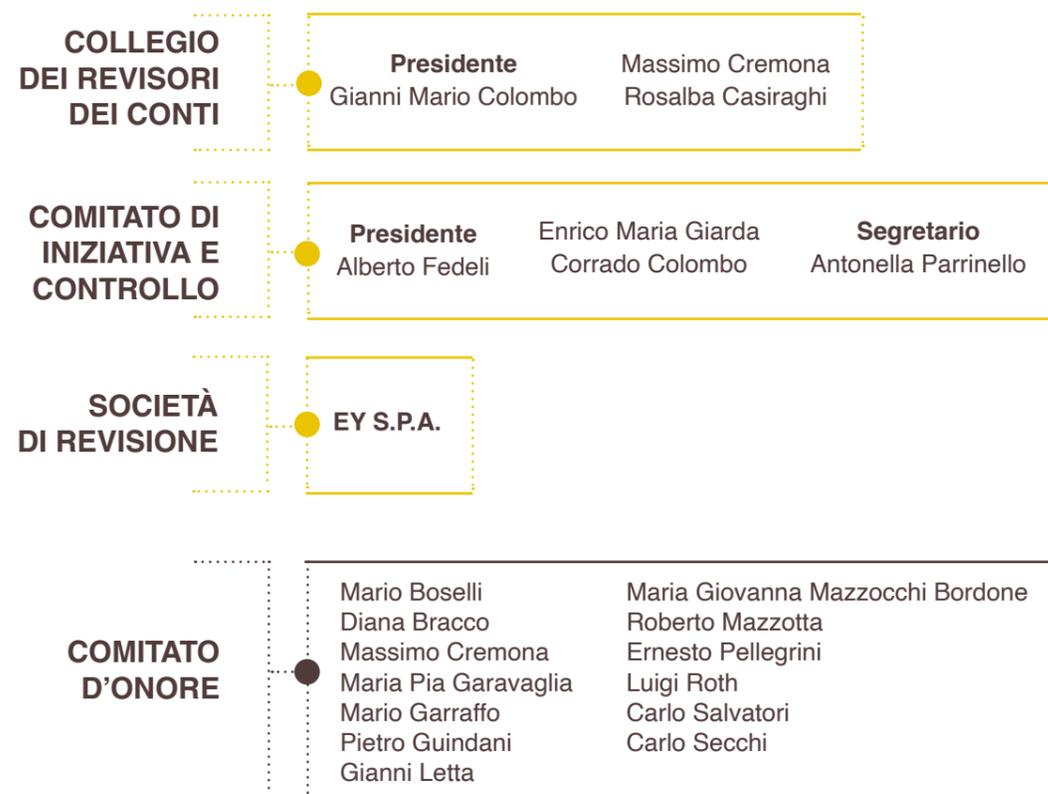 COLLEGIO
DEI REVISORI
DEI CONTI
Presidente
Gianni Mario Colombo
Massimo Cremona
Rosalba Casiraghi
COMITATO DI
INIZIATIVA E
CONTROLLO
Presidente
Alberto Fedeli
Enrico Maria Giarda
Corrado Colombo
Segretario
Antonella Parrinello
SOCIETÀ
DI REVISIONE
EY S.P.A.
COMITATO
D’ONORE
Mario Boselli
Diana Bracco
Massimo Cremona
Maria Pia Garavaglia
Mario Garraffo
Pietro Guindani
Gianni Letta
Maria Giovanna Mazzocchi Bordone
Roberto Mazzotta
Ernesto Pellegrini
Luigi Roth
Carlo Salvatori
Carlo Secchi